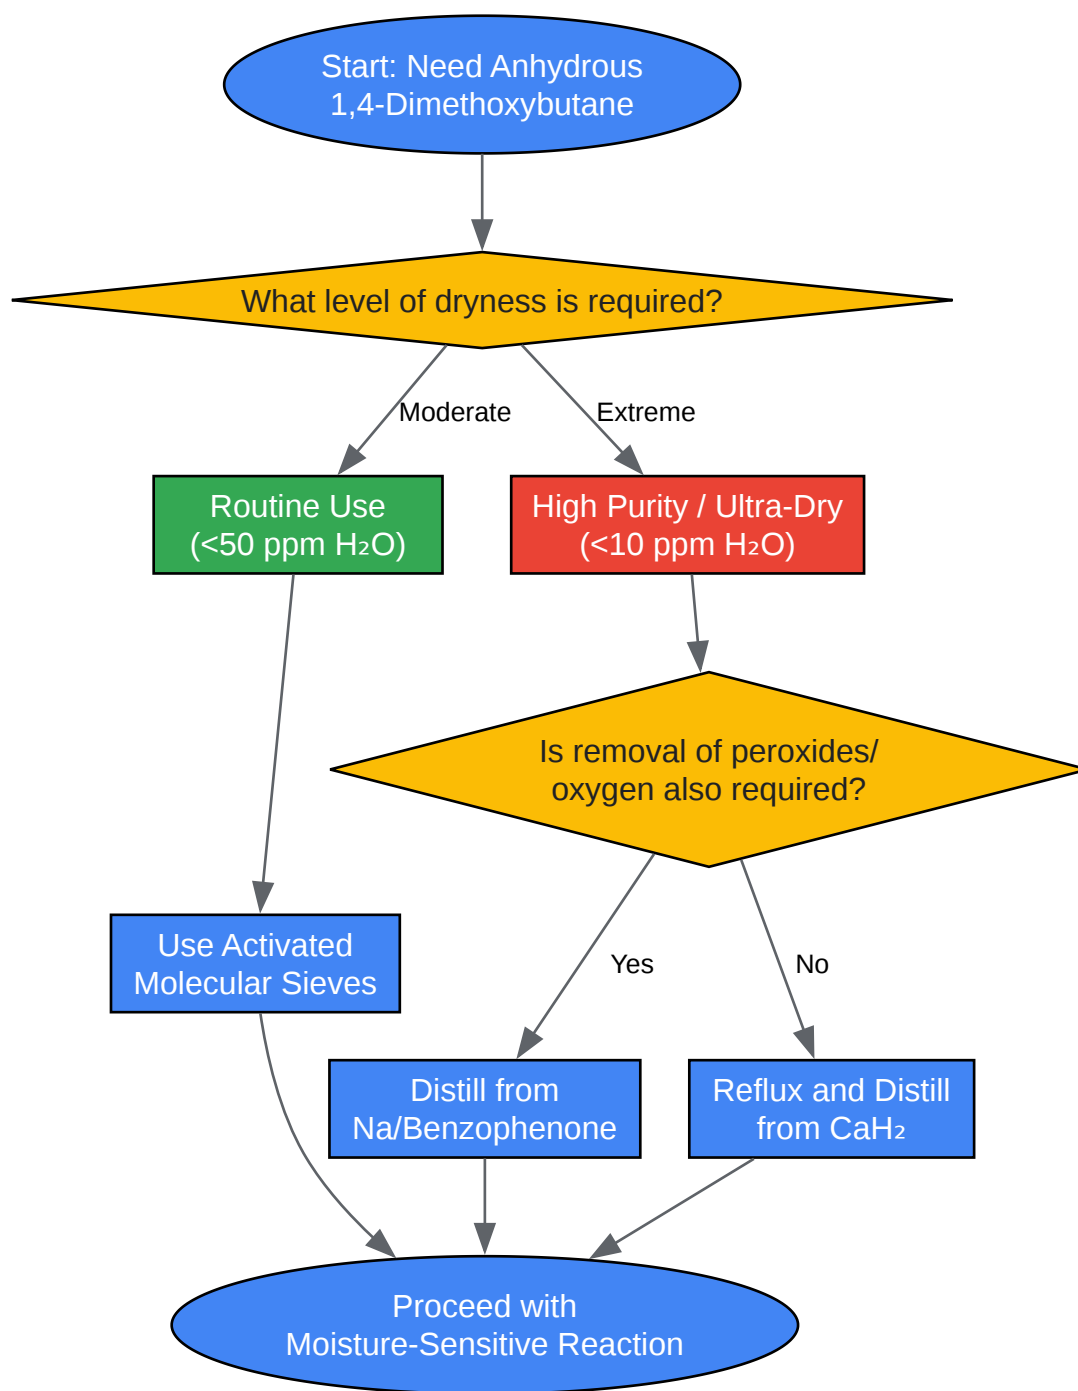 Start: Need Anhydrous
1,4-Dimethoxybutane
What level of dryness is required?
Moderate
Extreme
Routine Use
(<50 ppm H₂O)
High Purity / Ultra-Dry
(<10 ppm H₂O)
Is removal of peroxides/
oxygen also required?
Use Activated
Molecular Sieves
Yes
No
Distill from
Na/Benzophenone
Reflux and Distill
from CaH₂
Proceed with
Moisture-Sensitive Reaction